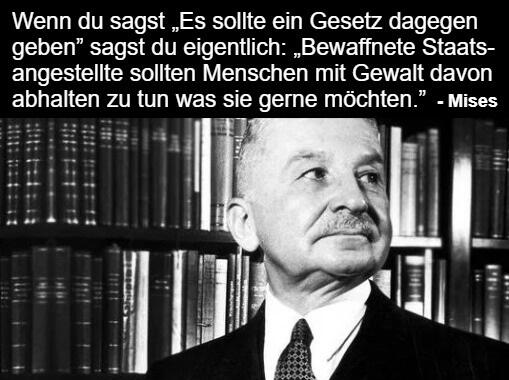 Wenn du sagst „Es sollte ein Gesetz dagegen
geben” sagst du eigentlich: „Bewaffnete Staats-
angestellte sollten Menschen mit Gewalt davon
abhalten zu tun was sie gerne möchten.” - Mises